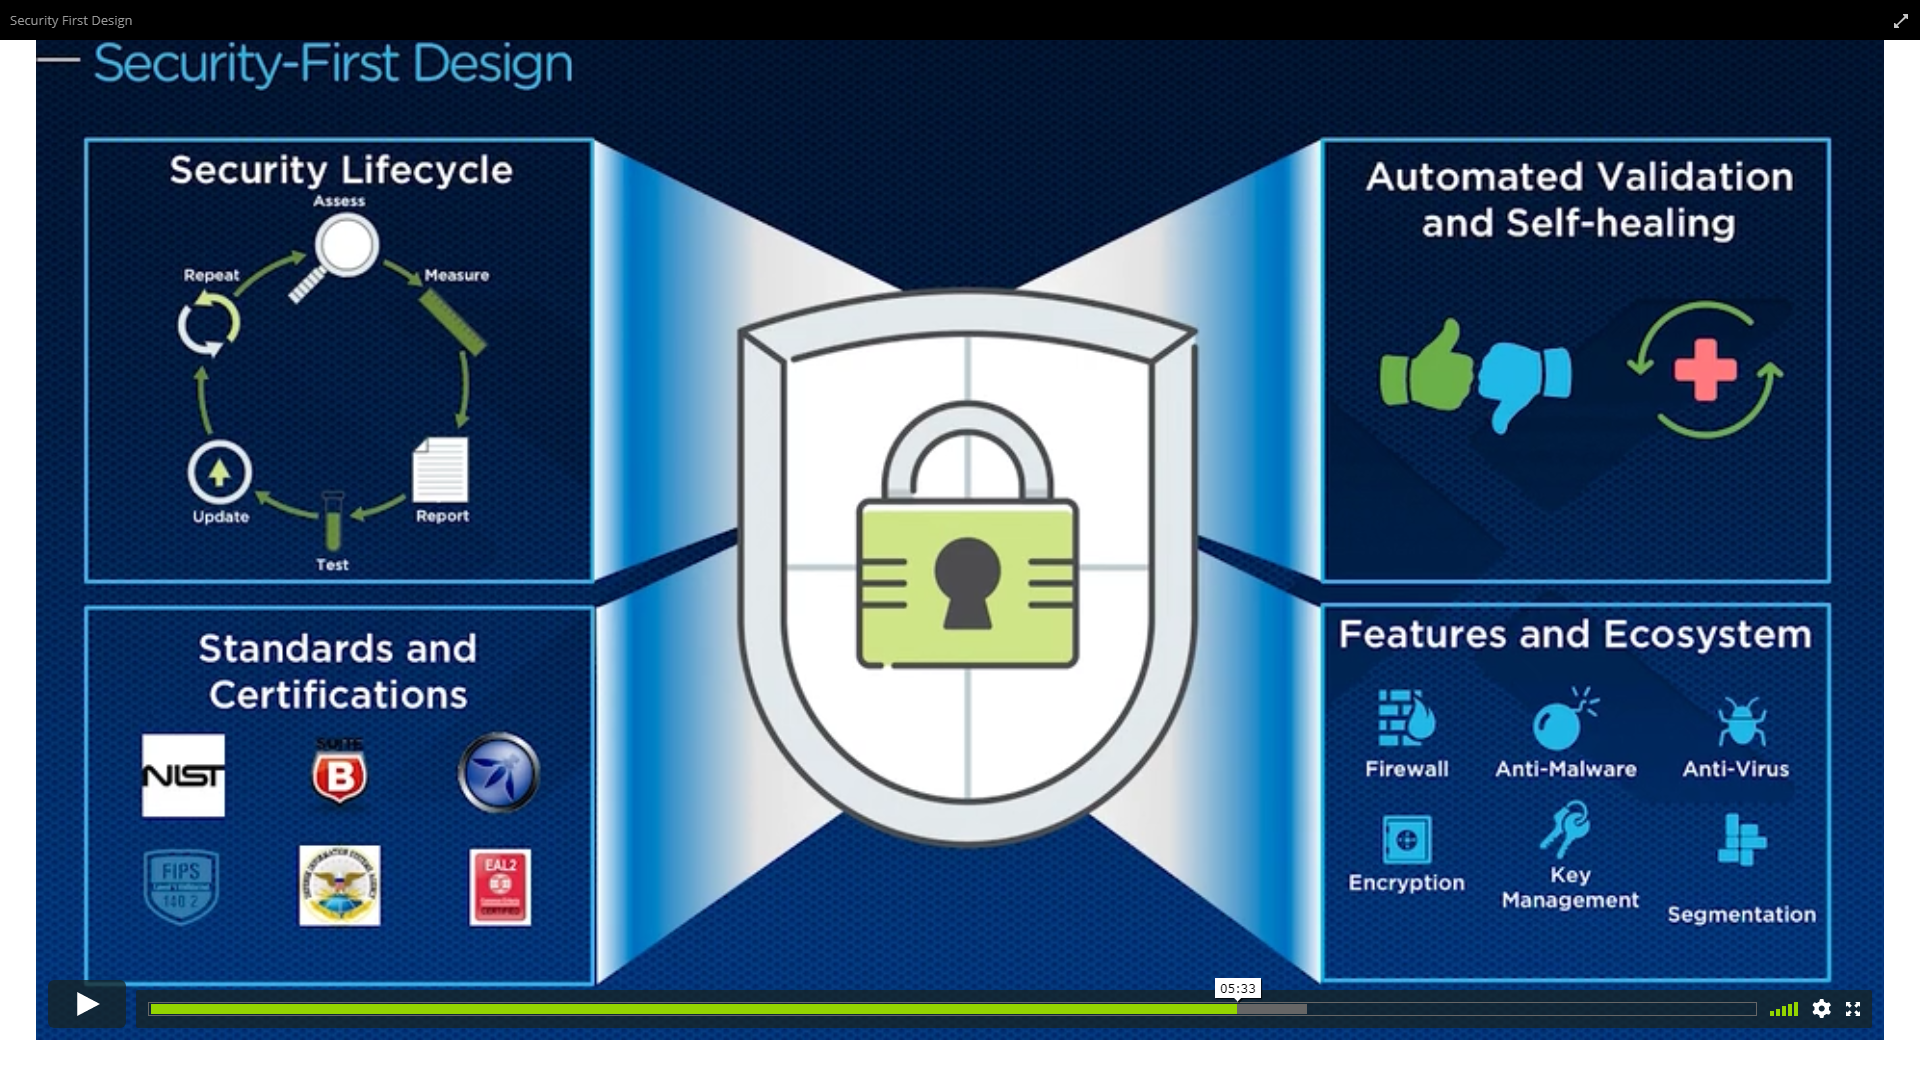 Security First Design
Security-First Design
Security Lifecycle
Assess
Repeat
Measure
Update
Report
Test
Automated Validation
and Self-healing
Standards and
Certifications
NIST
SUITE
B
FIPS
140 2
EAL2
CERTIFIED
Features and Ecosystem
Firewall
Anti-Malware
Anti-Virus
Encryption
Key
Management
Segmentation
05:33